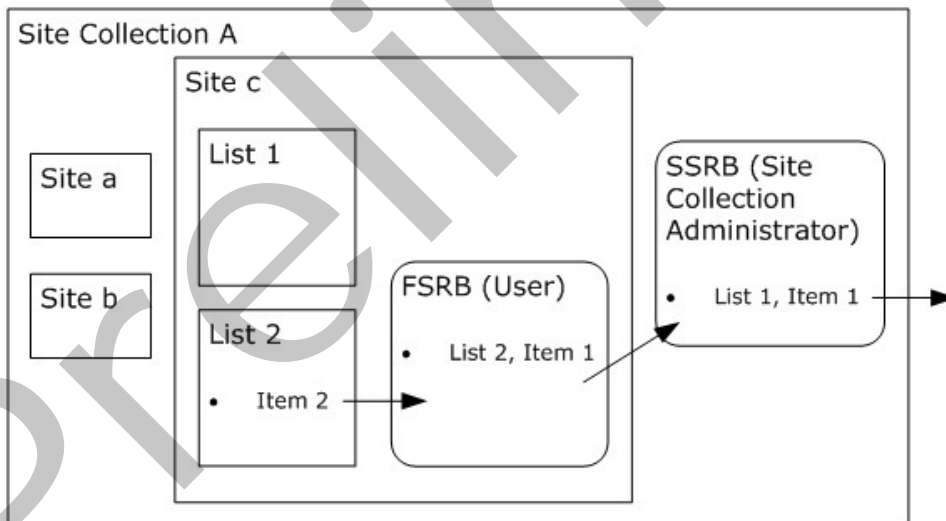 Site Collection A
Site c
Site a
Site b
List 1
List 2
• Item 2
FSRB (User)
• List 2, Item 1
SSRB (Site
Collection
Administrator)
• List 1, Item 1
Prelin